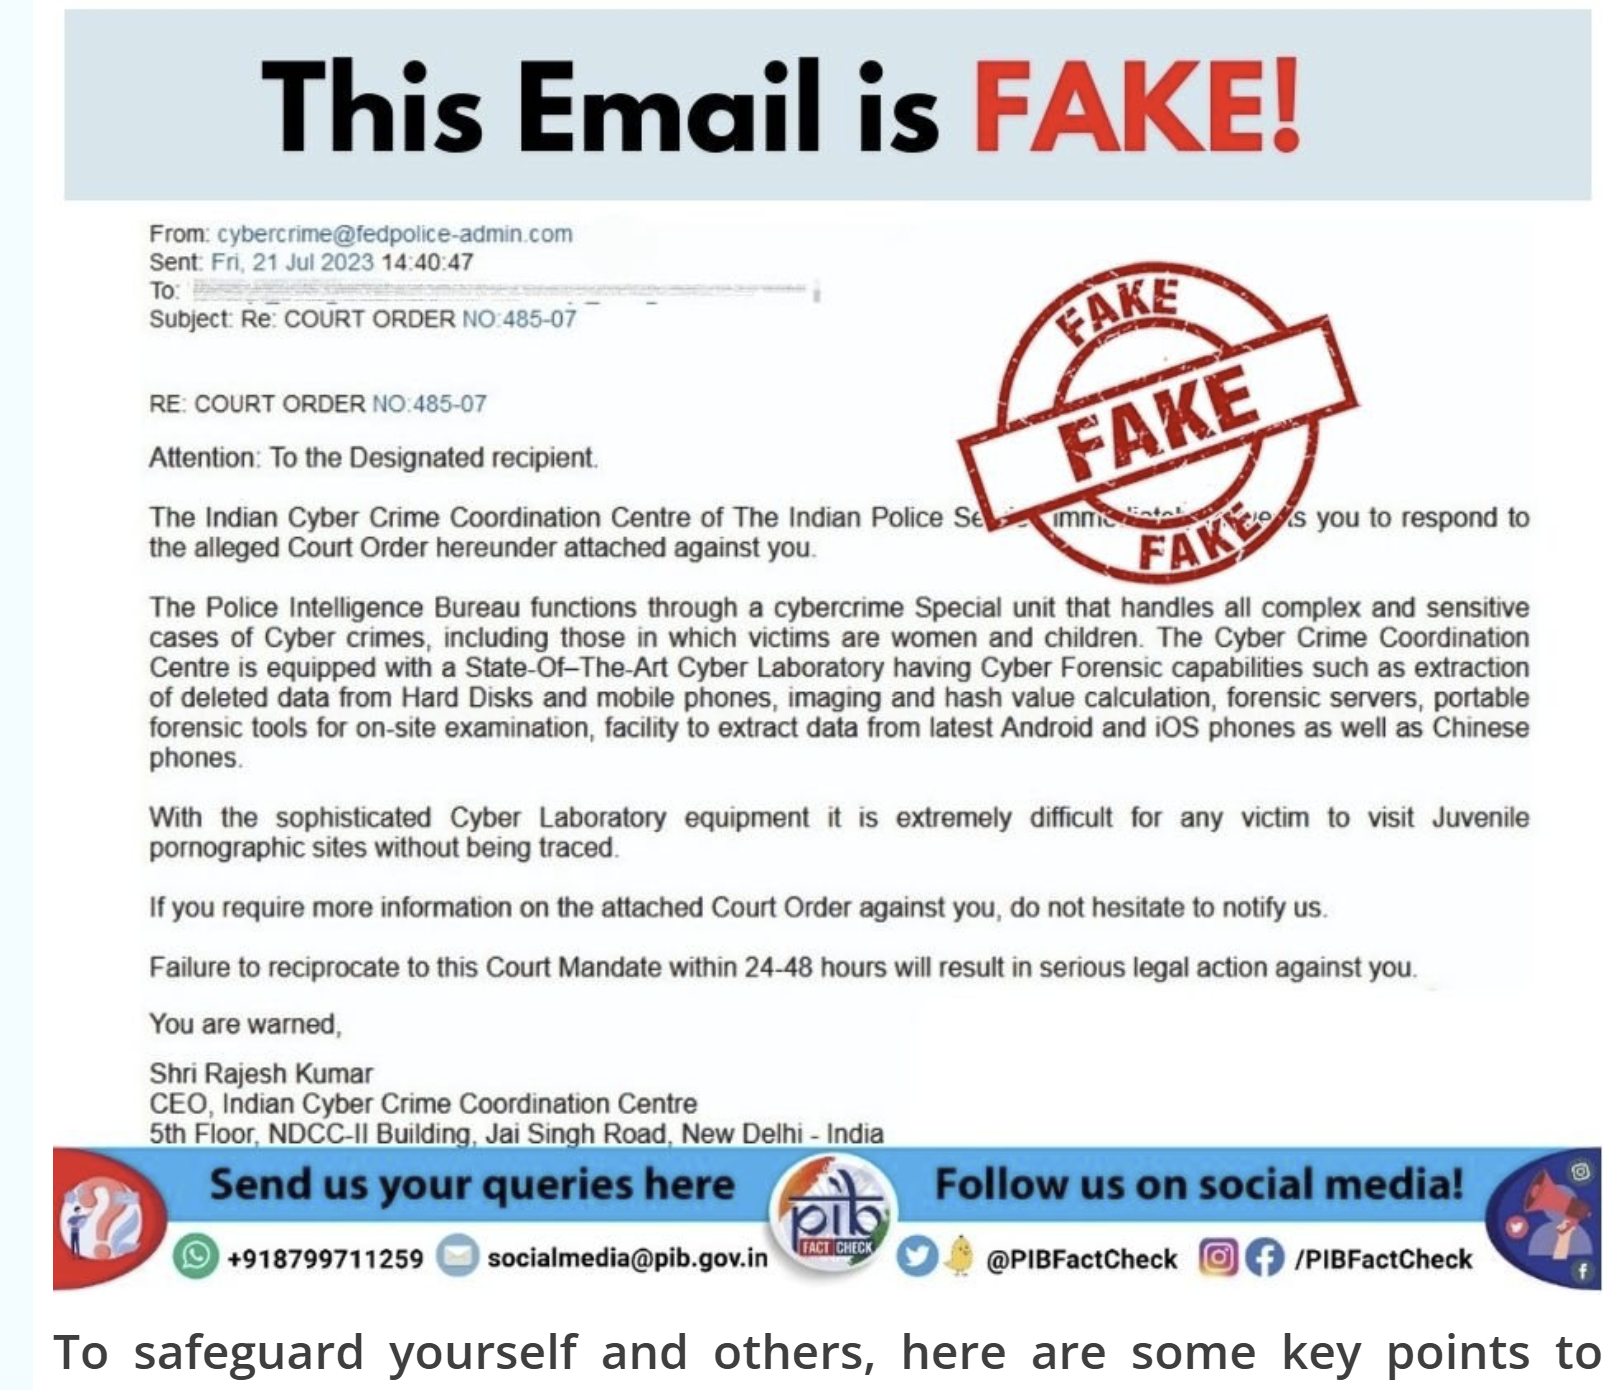 This Email is FAKE!
From: cybercrime@fedpolice-admin.com
Sent: Fri, 21 Jul 2023 14:40:47
To:
Subject: Re: COURT ORDER NO:485-07
RE: COURT ORDER NO:485-07
Attention: To the Designated recipient.
FAKE
FAKE
FAKE
The Indian Cyber Crime Coordination Centre of The Indian Police you to respond to
the alleged Court Order hereunder attached against you.
The Police Intelligence Bureau functions through a cybercrime Special unit that handles all complex and sensitive
cases of Cyber crimes, including those in which victims are women and children. The Cyber Crime Coordination
Centre is equipped with a State-Of–The-Art Cyber Laboratory having Cyber Forensic capabilities such as extraction
of deleted data from Hard Disks and mobile phones, imaging and hash value calculation, forensic servers, portable
forensic tools for on-site examination, facility to extract data from latest Android and iOS phones as well as Chinese
phones.
With the sophisticated Cyber Laboratory equipment it is extremely difficult for any victim to visit Juvenile
pornographic sites without being traced.
If you require more information on the attached Court Order against you, do not hesitate to notify us.
Failure to reciprocate to this Court Mandate within 24-48 hours will result in serious legal action against you.
You are warned,
Shri Rajesh Kumar
CEO, Indian Cyber Crime Coordination Centre
5th Floor, NDCC-II Building, Jai Singh Road, New Delhi - India
Send us your queries here
+918799711259 socialmedia@pib.gov.in
pib
FACT CHECK
Follow us on social media!
@PIBFactCheck /PIBFactCheck
To safeguard yourself and others, here are some key points to